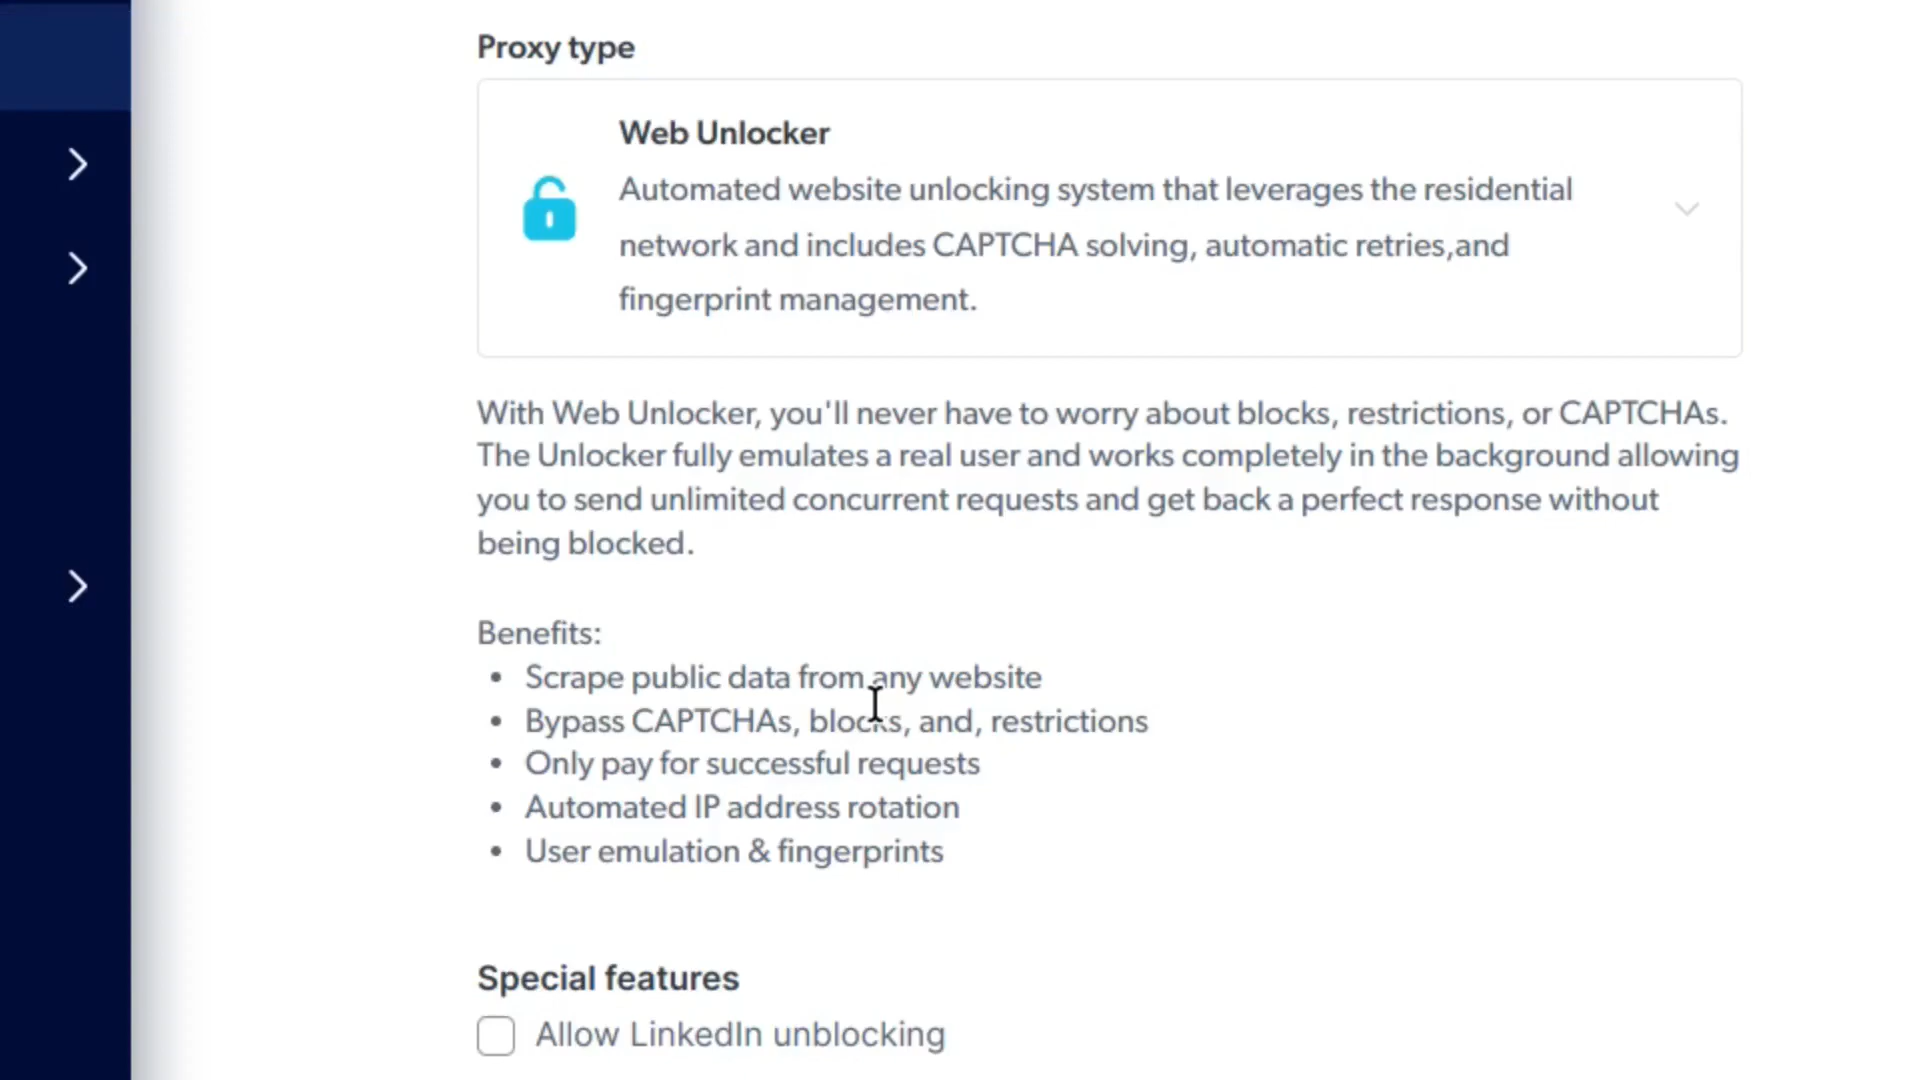 Proxy type
Web Unlocker
Automated website unlocking system that leverages the residential
network and includes CAPTCHA solving, automatic retries,and
fingerprint management.
With Web Unlocker, you'll never have to worry about blocks, restrictions, or CAPTCHAs.
The Unlocker fully emulates a real user and works completely in the background allowing
you to send unlimited concurrent requests and get back a perfect response without
being blocked.
Benefits:
• Scrape public data from any website
• Bypass CAPTCHAs, blocks, and, restrictions
• Only pay for successful requests
• Automated IP address rotation
• User emulation & fingerprints
Special features
Allow LinkedIn unblocking